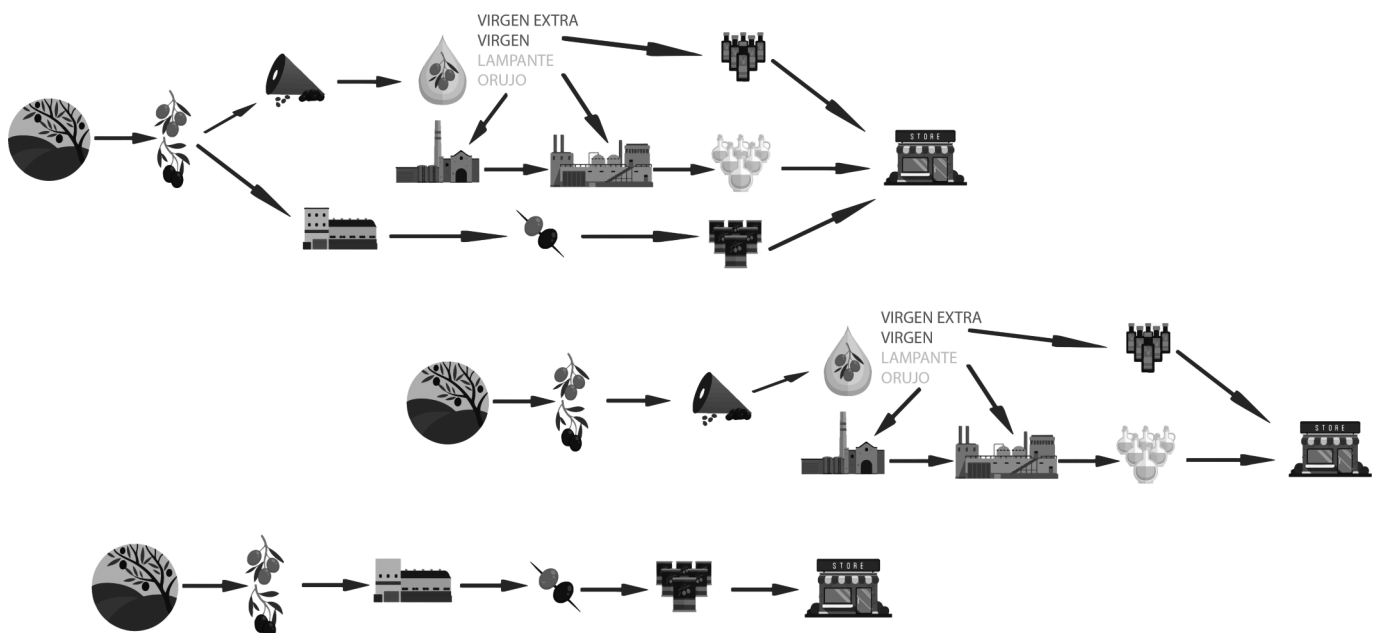 VIRGEN EXTRA
VIRGEN
LAMPANTE
ORUJO
STORE
VIRGEN EXTRA
VIRGEN
LAMPANTE
ORUJO
STORE
STORE